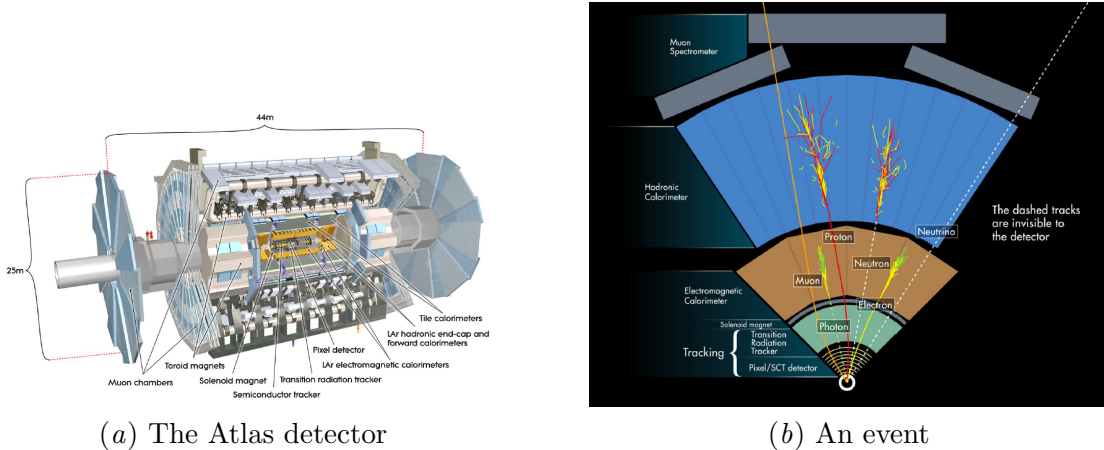 44m
25m
Tile calorimeters
LAr hadronic end-cap and
forward calorimeters
Pixel detector
LAr electromagnetic calorimeters
Toroid magnets
Muon chambers
Solenoid magnet
Transition radiation tracker
Semiconductor tracker
(a) The Atlas detector
Muon
Spectrometer
Hadronic
Calorimeter
The dashed tracks
are invisible to
the detector
Neutrino
Proton
Neutron
Muon
Electromagnetic
Calorimeter
Electron
Photon
Solenoid magnet
Tracking
Transition
Radiation
Tracker
Pixel/SCT detector
(b) An event